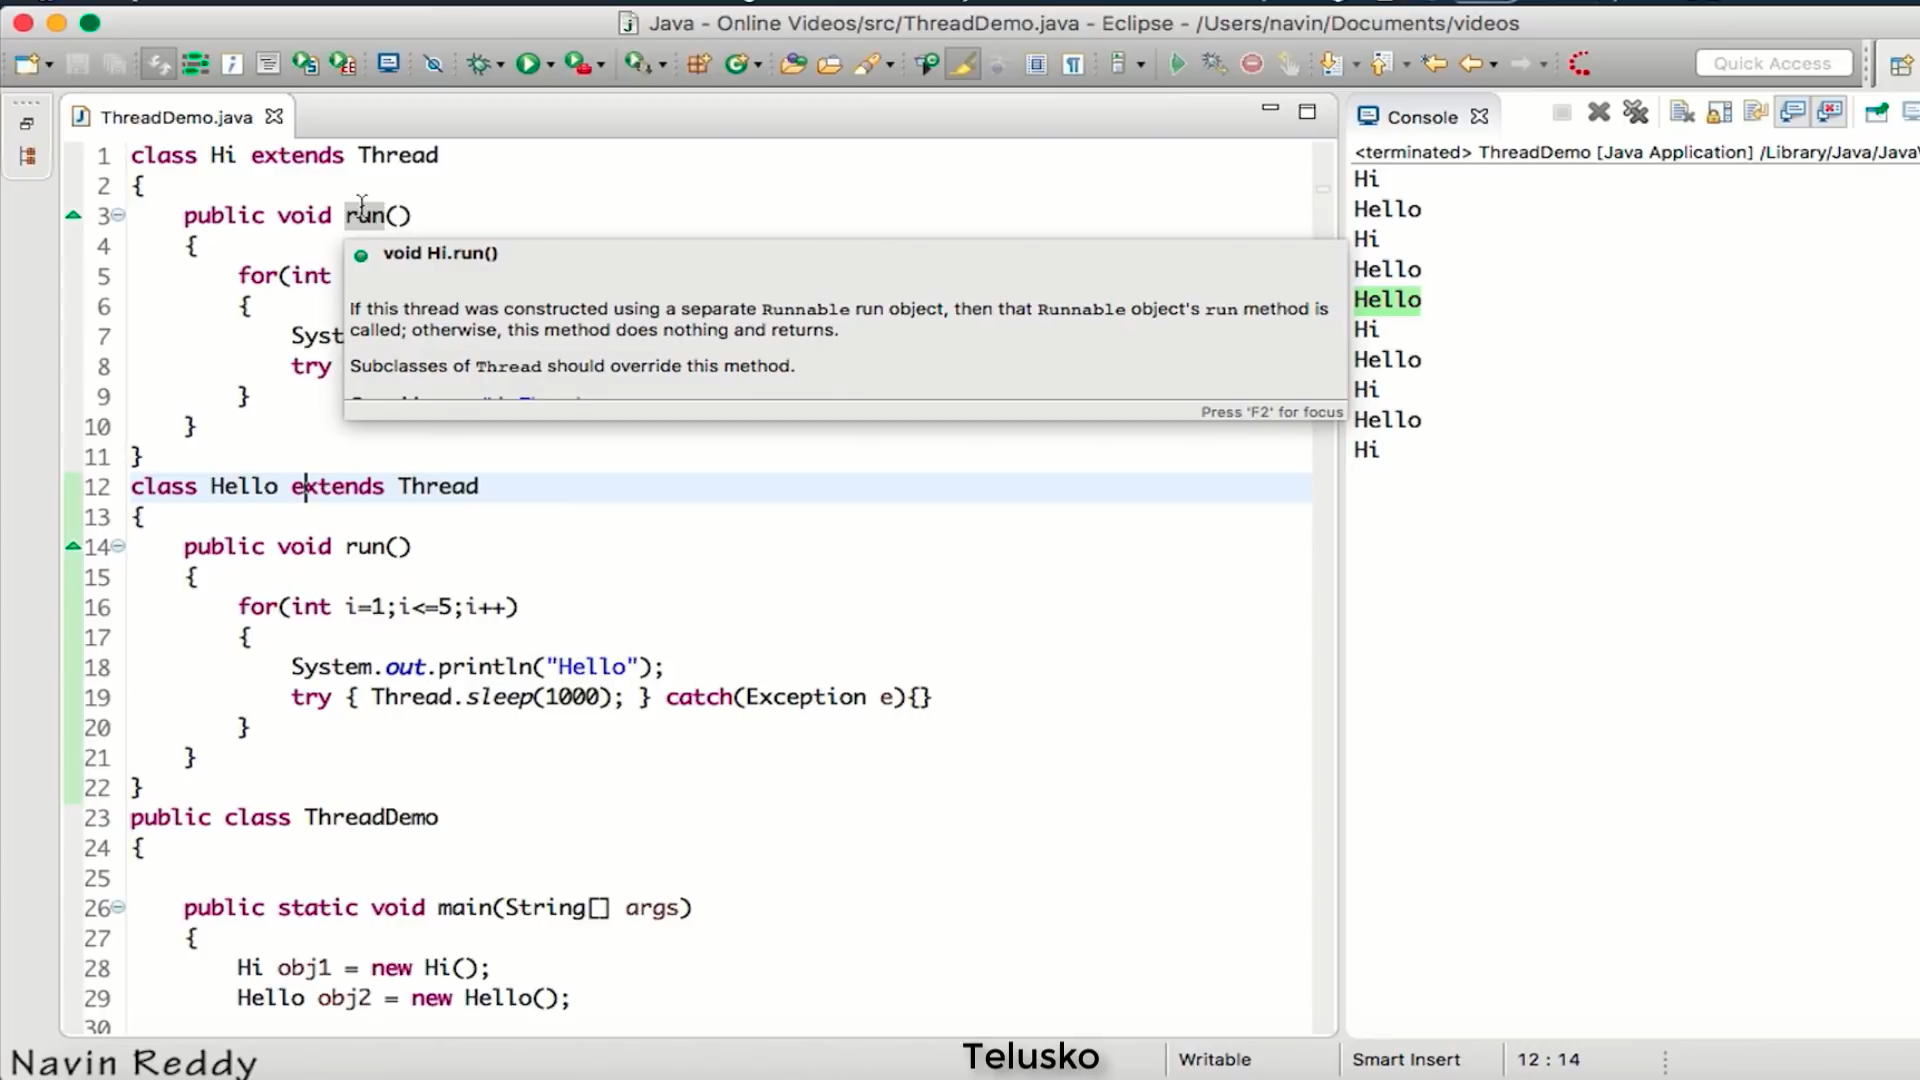 Java - Online Videos/src/ThreadDemo.java - Eclipse - /Users/navin/Documents/videos
Quick Access
ThreadDemo.java
1 class Hi extends Thread
2 {
3 public void run()
4 {
5 for(int
6 {
7 Syst
8 try
9 }
10 }
11 }
12 class Hello extends Thread
13 {
14 public void run()
15 {
16 for(int i=1;i<=5;i++)
17 {
18 System.out.println("Hello");
19 try { Thread.sleep(1000); } catch(Exception e){}
20 }
21 }
22 }
23 public class ThreadDemo
24 {
25
26 public static void main(String[] args)
27 {
28 Hi obj1 = new Hi();
29 Hello obj2 = new Hello();
30
void Hi.run()
If this thread was constructed using a separate Runnable run object, then that Runnable object's run method is
called; otherwise, this method does nothing and returns.
Subclasses of Thread should override this method.
Press 'F2' for focus
Console
<terminated> ThreadDemo [Java Application] /Library/Java/Java
Hi
Hello
Hi
Hello
Hello
Hi
Hello
Hi
Hello
Hi
Navin Reddy
Telusko
Writable
Smart Insert
12 : 14